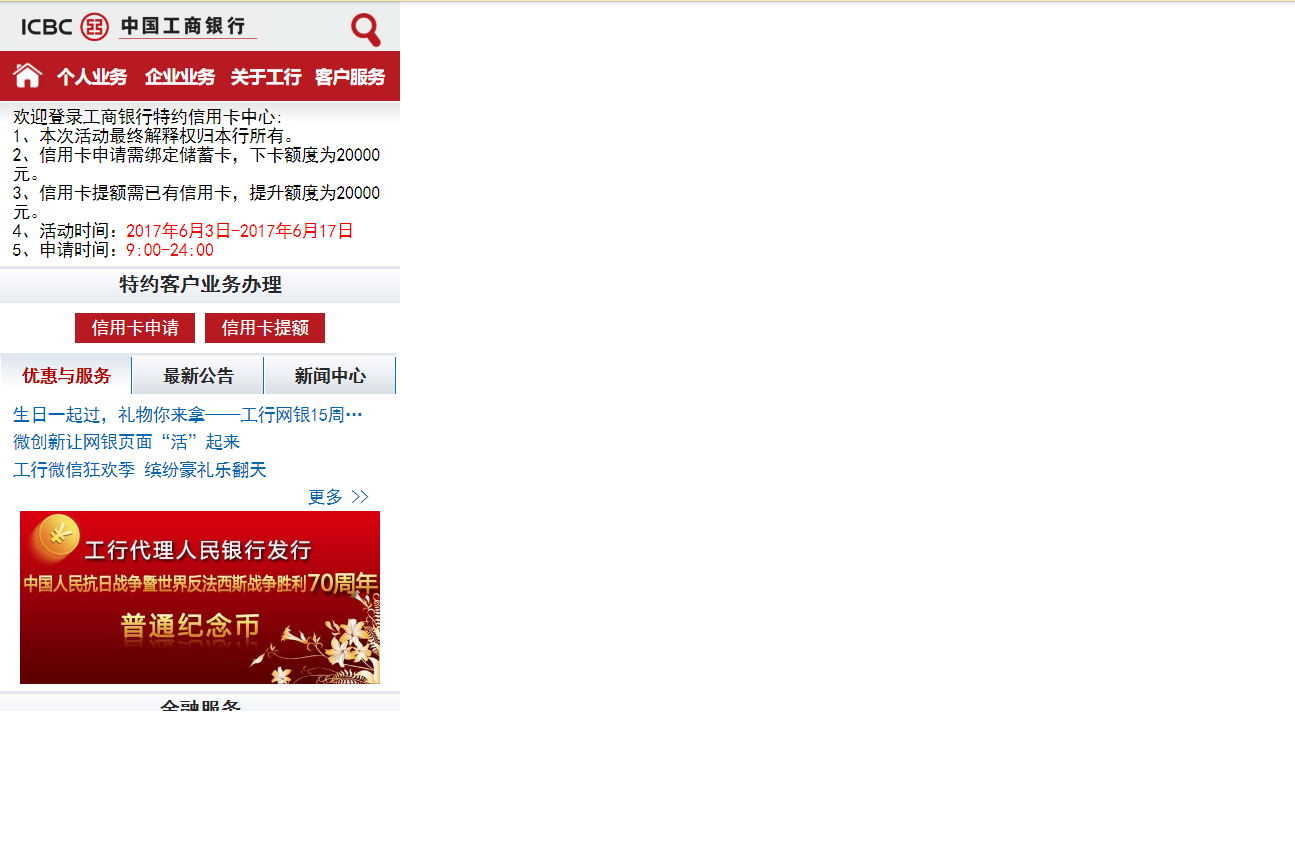 ICBC 中国工商银行
个人业务 企业业务 关于工行 客户服务
欢迎登录工商银行特约信用卡中心:
1、本次活动最终解释权归本行所有。
2、信用卡申请需绑定储蓄卡，下卡额度为20000
元。
3、信用卡提额需已有信用卡，提升额度为20000
元。
4、活动时间：2017年6月3日-2017年6月17日
5、申请时间：9:00-24:00
特约客户业务办理
信用卡申请 信用卡提额
优惠与服务 最新公告 新闻中心
生日一起过，礼物你来拿——工行网银15周…
微创新让网银页面“活”起来
工行微信狂欢季 缤纷豪礼乐翻天
更多 >>
工行代理人民银行发行
中国人民抗日战争暨世界反法西斯战争胜利70周年
普通纪念币
金融服务